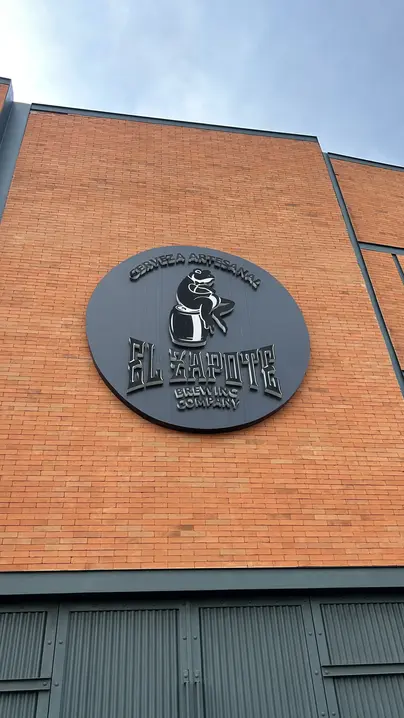 CERVEZA ARTESANAL
EL ZAPOTE
BREWING
COMPANY